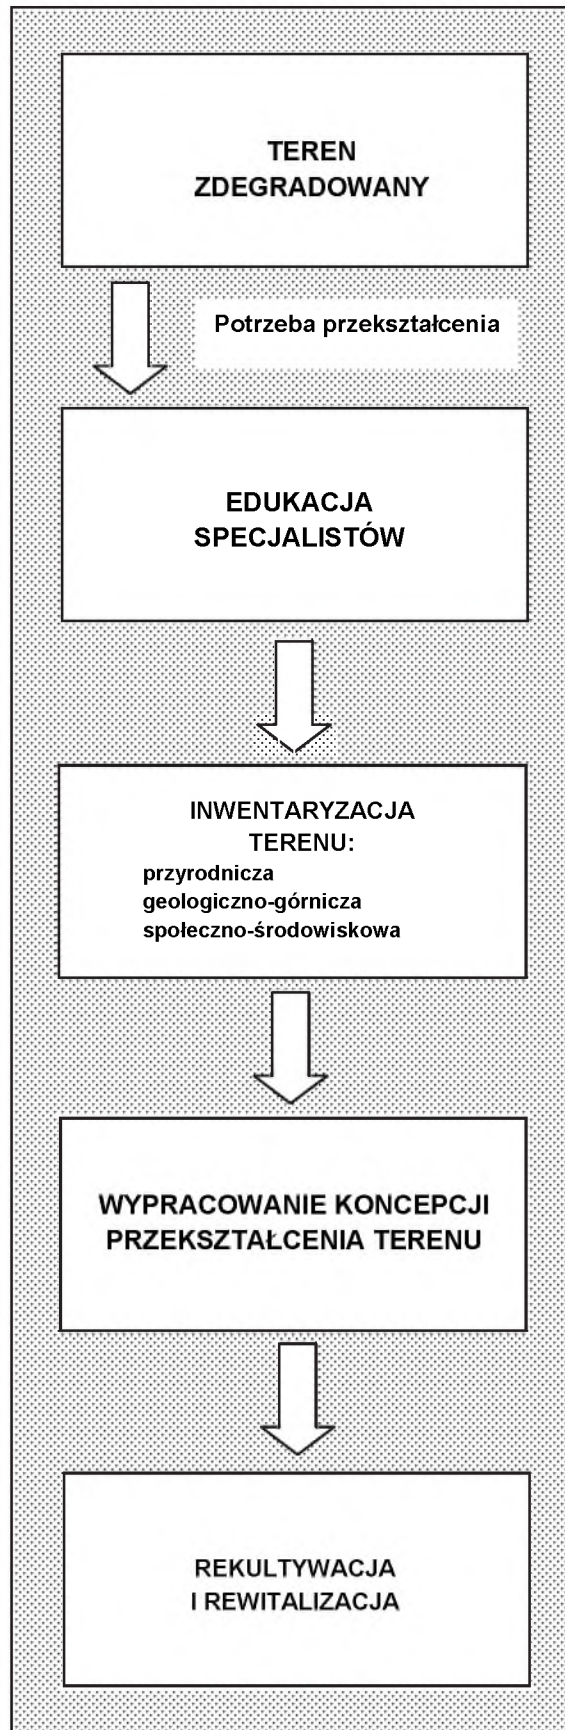 TEREN
ZDEGRADOWANY
Potrzeba przekształcenia
EDUKACJA
SPECJALISTÓW
INWENTARYZACJA
TERENU:
przyrodnicza
geologiczno-górnicza
społeczno-środowiskowa
WYPRACOWANIE KONCEPCJI
PRZEKSZTAŁCENIA TERENU
REKULTYWACJA
I REWITALIZACJA